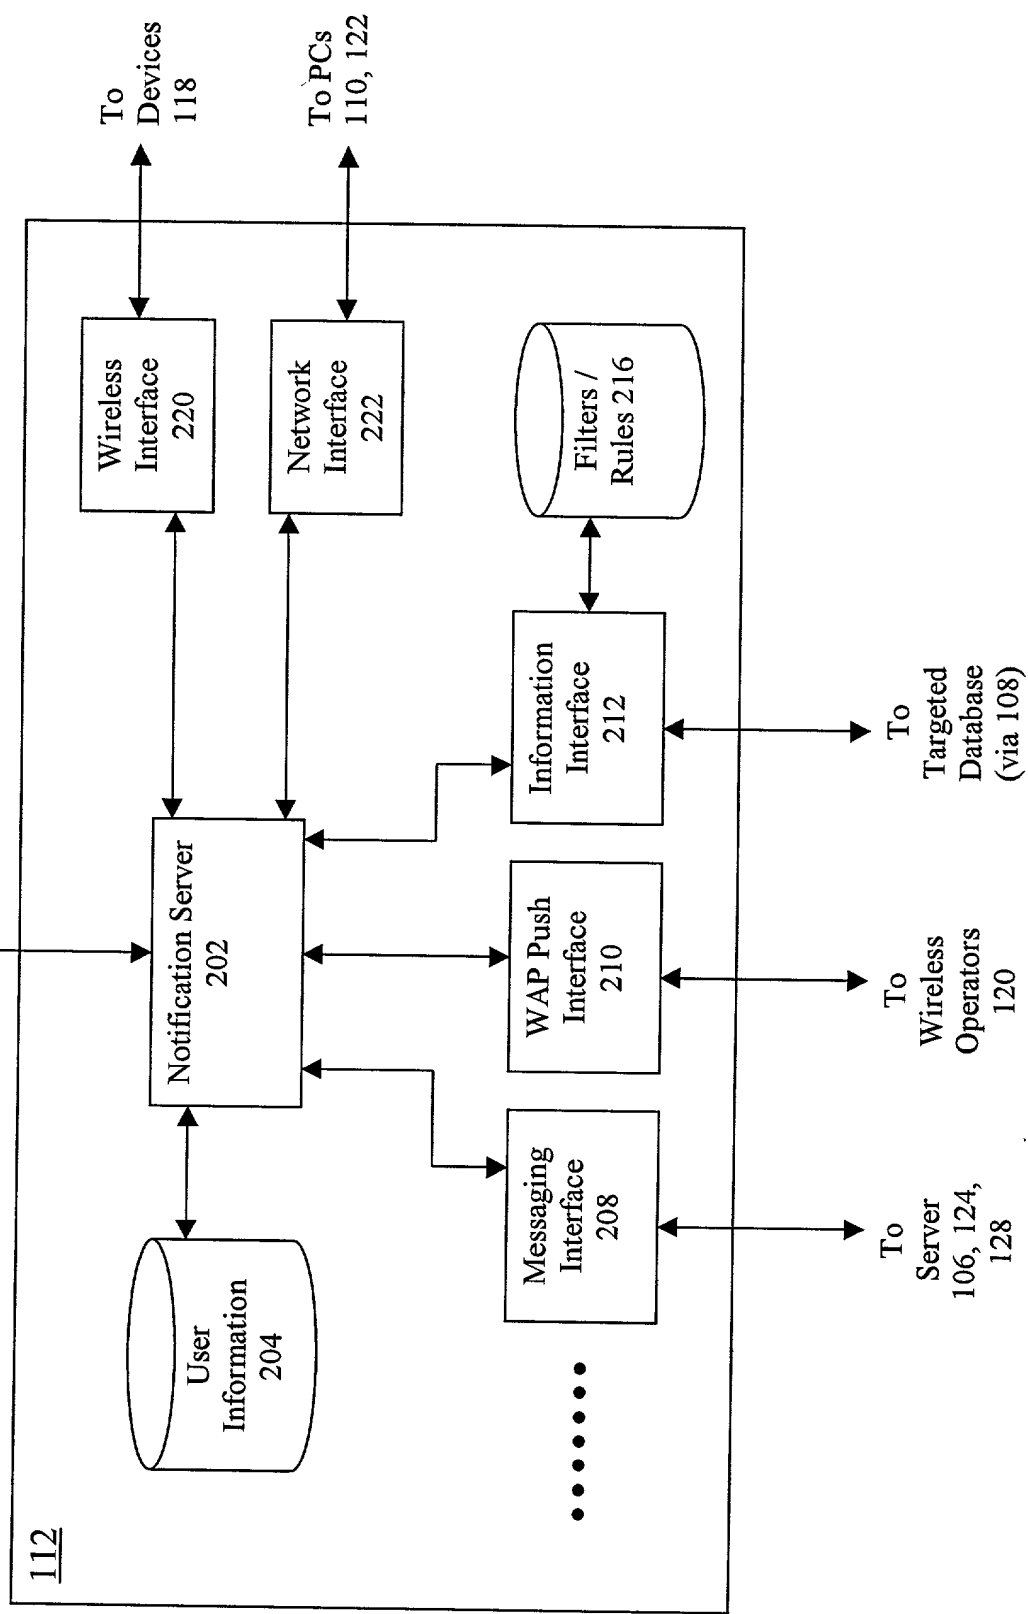 112
User
Information
204
Notification Server
202
Wireless
Interface
220
Network
Interface
222
To
Devices
118
To PCs
110, 122
Messaging
Interface
208
WAP Push
Interface
210
Information
Interface
212
Filters /
Rules 216
To
Server
106, 124,
128
To
Wireless
Operators
120
To
Targeted
Database
(via 108)